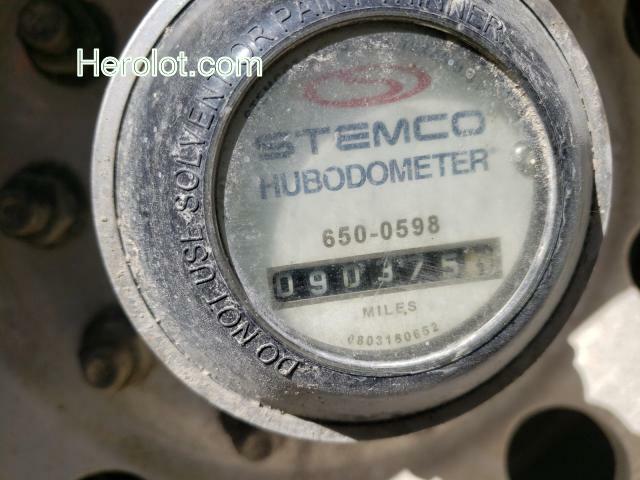 Herolot.com
DO NOT USE SOLVENT OR PAINT THINNER
STEMCO
HUBODOMETER
650-0598
090375
MILES
0803180652